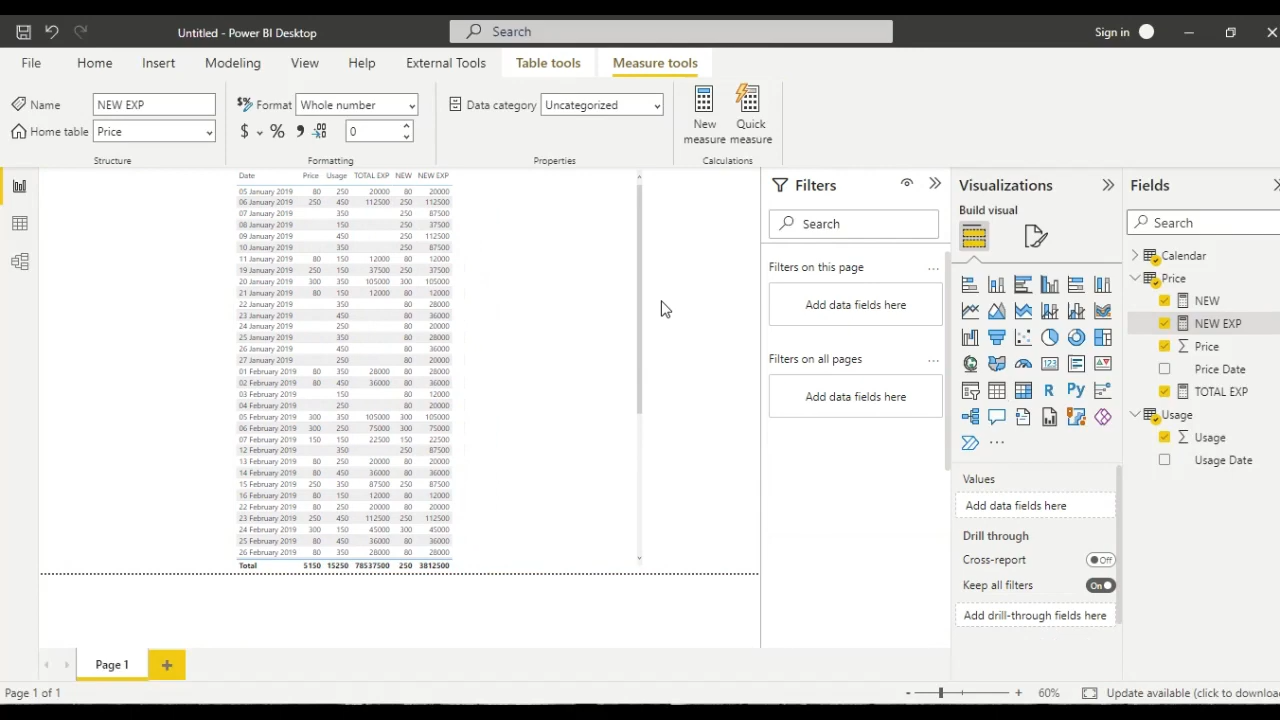 Untitled - Power BI Desktop
Search
Sign in
File Home Insert Modeling View Help External Tools Table tools Measure tools
Name NEW EXP
Format Whole number
Data category Uncategorized
Home table Price
$ % 0
New measure
Quick measure
Structure Formatting Properties Calculations
Date Price Usage TOTAL EXP NEW NEW EXP
05 January 2019 80 250 20000 80 20000
06 January 2019 250 450 112500 250 112500
07 January 2019 350 250 87500
08 January 2019 150 250 37500
09 January 2019 450 250 112500
10 January 2019 350 250 87500
11 January 2019 80 150 12000 80 12000
19 January 2019 250 150 37500 250 37500
20 January 2019 300 350 105000 300 105000
21 January 2019 80 150 12000 80 12000
22 January 2019 350 80 28000
23 January 2019 450 80 36000
24 January 2019 250 80 20000
25 January 2019 350 80 28000
26 January 2019 450 80 36000
27 January 2019 250 80 20000
01 February 2019 80 350 28000 80 28000
02 February 2019 80 450 36000 80 36000
03 February 2019 150 80 12000
04 February 2019 250 80 20000
05 February 2019 300 350 105000 300 105000
06 February 2019 300 250 75000 300 75000
07 February 2019 150 150 22500 150 22500
12 February 2019 350 250 87500
13 February 2019 80 250 20000 80 20000
14 February 2019 80 450 36000 80 36000
15 February 2019 250 350 87500 250 87500
16 February 2019 80 150 12000 80 12000
22 February 2019 80 250 20000 80 20000
23 February 2019 250 450 112500 250 112500
24 February 2019 300 150 45000 300 45000
25 February 2019 80 450 36000 80 36000
26 February 2019 80 350 28000 80 28000
Total 5150 15250 78537500 250 3812500
Filters
Search
Filters on this page ...
Add data fields here
Filters on all pages ...
Add data fields here
Visualizations
Build visual
123
R Py
...
Values
Add data fields here
Drill through
Cross-report Off
Keep all filters On
Add drill-through fields here
Fields
Search
Calendar
Price
NEW
NEW EXP
Price
Price Date
TOTAL EXP
Usage
Usage
Usage Date
Page 1 +
Page 1 of 1
- + 60%
Update available (click to downloa